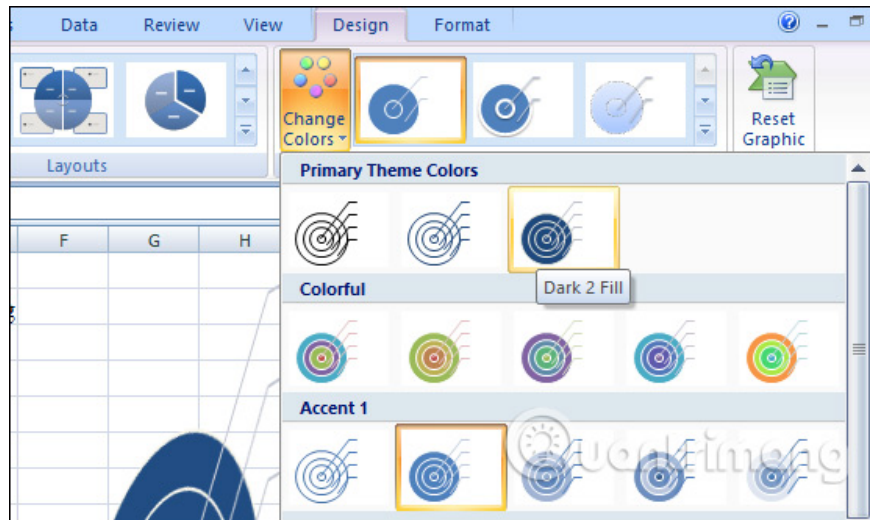 Data Review View Design Format
Change
Colors
Reset
Graphic
Layouts
Primary Theme Colors
F G H
Dark 2 Fill
Colorful
Accent 1
Quantrimang